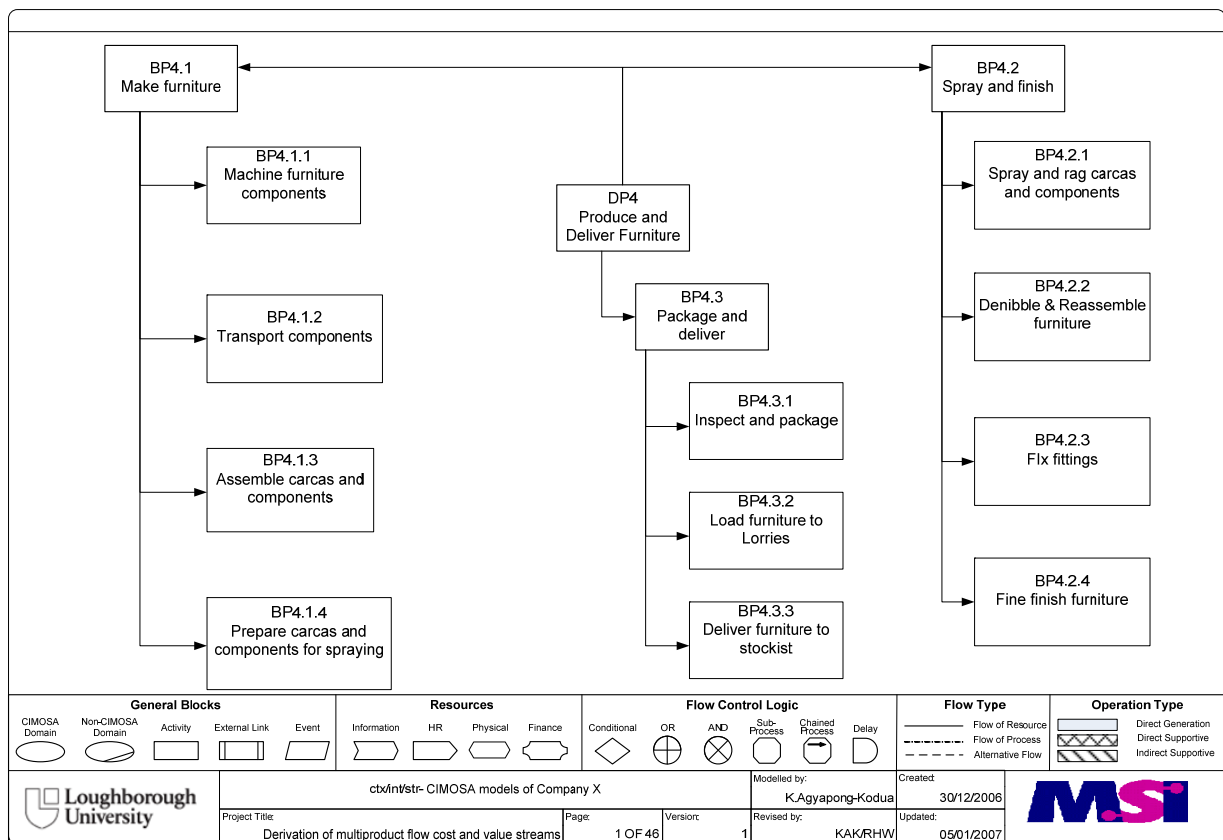 BP4.1
Make furniture
BP4.1.1
Machine furniture
components
BP4.1.2
Transport components
BP4.1.3
Assemble carcas and
components
BP4.1.4
Prepare carcas and
components for spraying
DP4
Produce and
Deliver Furniture
BP4.3
Package and
deliver
BP4.3.1
Inspect and package
BP4.3.2
Load furniture to
Lorries
BP4.3.3
Deliver furniture to
stockist
BP4.2
Spray and finish
BP4.2.1
Spray and rag carcas
and components
BP4.2.2
Denibble & Reassemble
furniture
BP4.2.3
FIx fittings
BP4.2.4
Fine finish furniture
General Blocks
CIMOSA
Domain
Non-CIMOSA
Domain
Activity
External Link
Event
Resources
Information
HR
Physical
Finance
Flow Control Logic
Conditional
OR
AND
Sub-
Process
Chained
Process
Delay
Flow Type
Flow of Resource
Flow of Process
Alternative Flow
Operation Type
Direct Generation
Direct Supportive
Indirect Supportive
Loughborough
University
ctx/int/str- CIMOSA models of Company X
Modelled by:
K.Agyapong-Kodua
Created:
30/12/2006
Project Title:
Derivation of multiproduct flow cost and value streams
Page:
1 OF 46
Version:
1
Revised by:
KAK/RHW
Updated:
05/01/2007
MSi